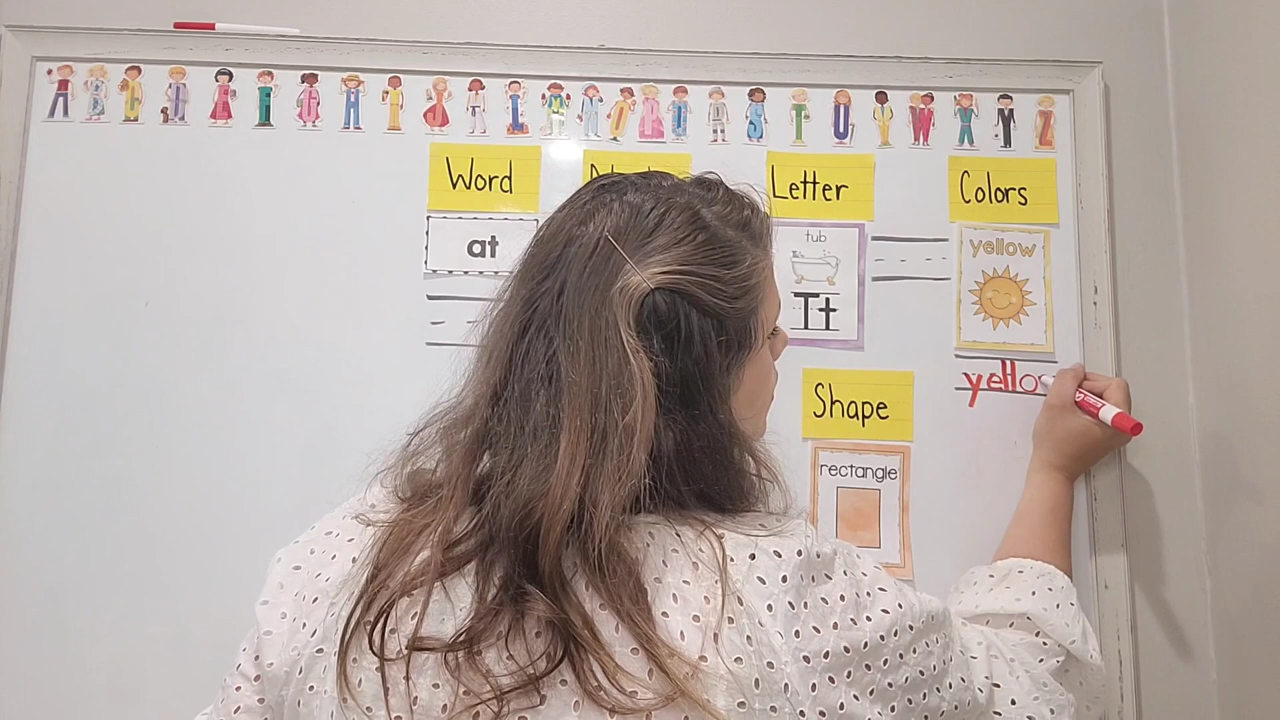 Word
Letter
Colors
at
tub
Tt
yellow
yello
Shape
rectangle